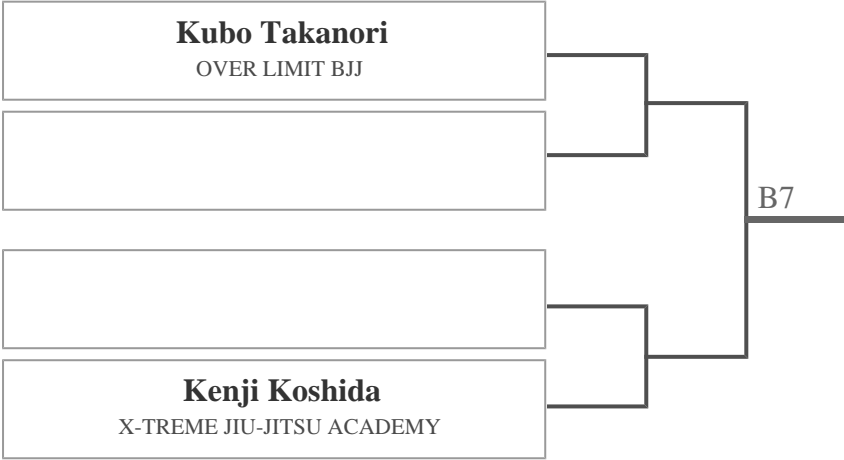 Kubo Takanori
OVER LIMIT BJJ
B7
Kenji Koshida
X-TREME JIU-JITSU ACADEMY